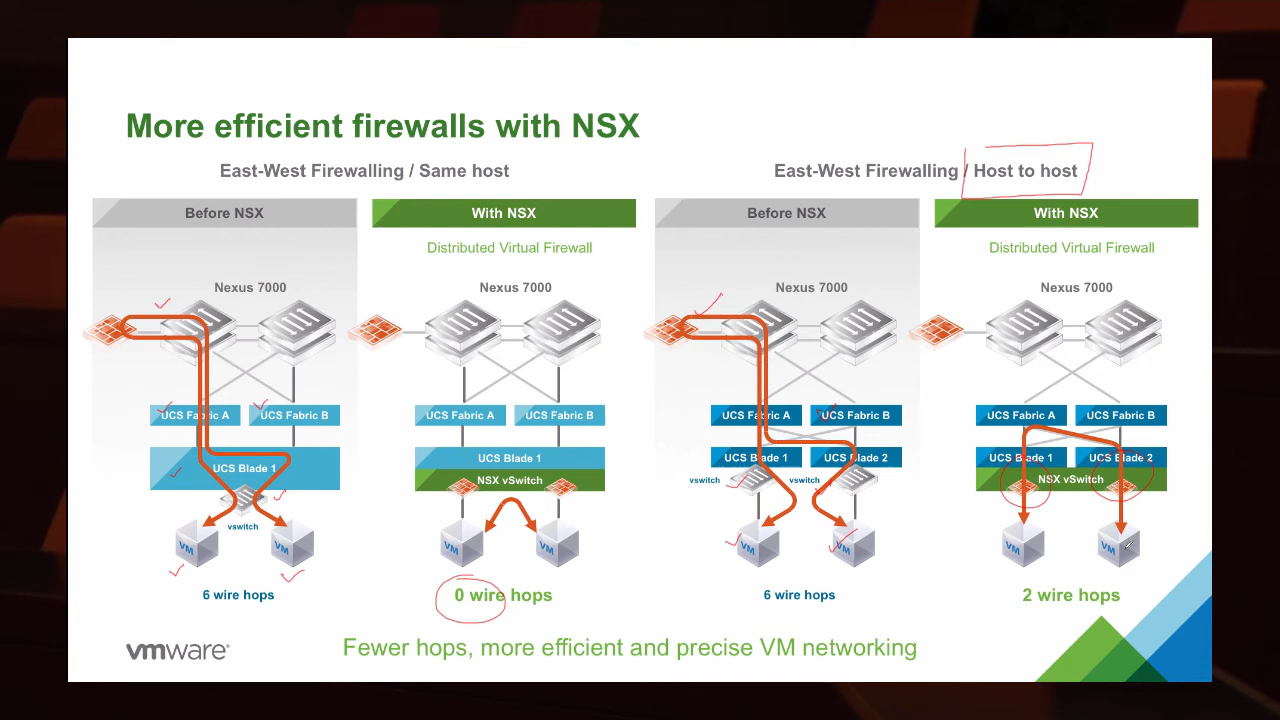 More efficient firewalls with NSX
East-West Firewalling / Same host
East-West Firewalling / Host to host
Before NSX
With NSX
Before NSX
With NSX
Distributed Virtual Firewall
Distributed Virtual Firewall
Nexus 7000
Nexus 7000
Nexus 7000
Nexus 7000
UCS Fabric A
UCS Fabric B
UCS Fabric A
UCS Fabric B
UCS Fabric A
UCS Fabric B
UCS Fabric A
UCS Fabric B
UCS Blade 1
UCS Blade 1
UCS Blade 1
UCS Blade 2
UCS Blade 1
UCS Blade 2
NSX vSwitch
vswitch
vswitch
NSX vSwitch
vswitch
VM
VM
VM
VM
VM
VM
VM
VM
6 wire hops
0 wire hops
6 wire hops
2 wire hops
vmware®
Fewer hops, more efficient and precise VM networking